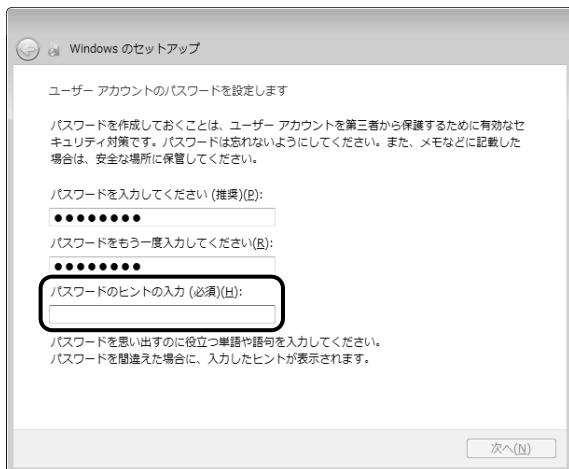 Windows のセットアップ
ユーザー アカウントのパスワードを設定します
パスワードを作成しておくことは、ユーザー アカウントを第三者から保護するために有効なセ
キュリティ対策です。パスワードは忘れないようにしてください。また、メモなどに記載した
場合は、安全な場所に保管してください。
パスワードを入力してください (推奨)(P):
●●●●●●●●
パスワードをもう一度入力してください(R):
●●●●●●●●
パスワードのヒントの入力 (必須)(H):
パスワードを思い出すのに役立つ単語や語句を入力してください。
パスワードを間違えた場合に、入力したヒントが表示されます。
次へ(N)